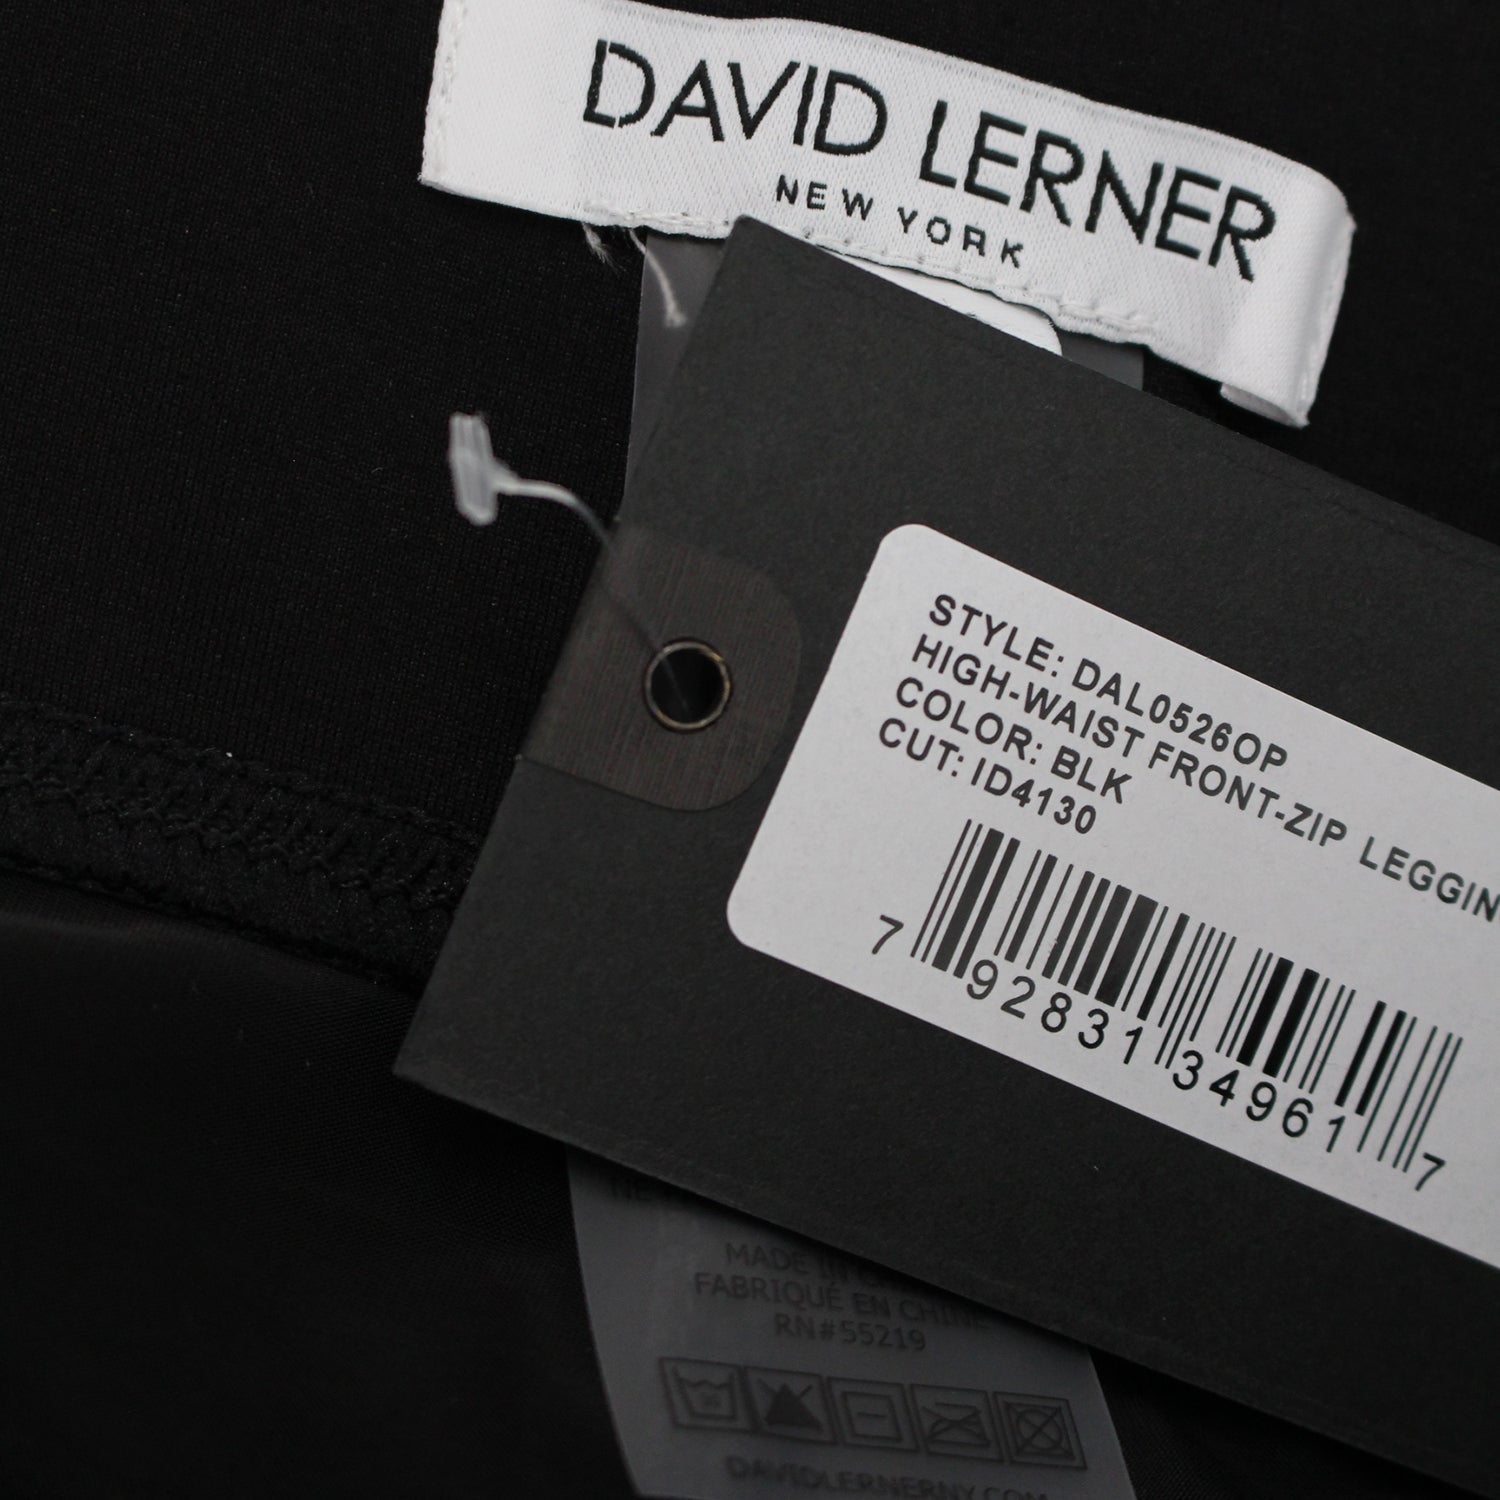 DAVID LERNER
NEW YORK
STYLE: DAL0526OP
HIGH-WAIST FRONT-ZIP LEGGIN
COLOR: BLK
CUT: ID4130
7 92831 34961 7
MADE IN
FABRIQUÉ EN CHINE
RN#55219
DAVIDLERNERNY.COM